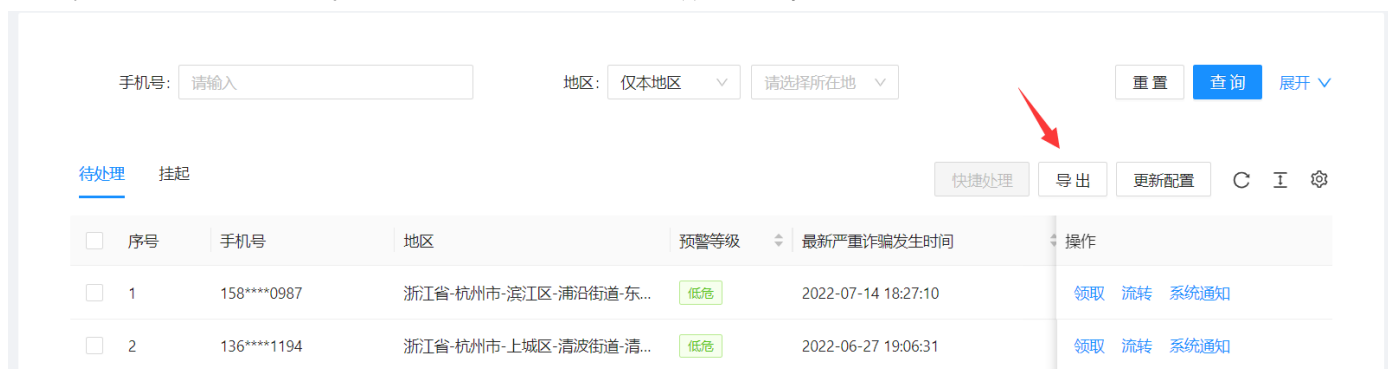 手机号: 请输入 地区: 仅本地区 请选择所在地 重置 查询 展开
待处理 挂起 快捷处理 导出 更新配置
序号 手机号 地区 预警等级 最新严重诈骗发生时间 操作
1 158****0987 浙江省-杭州市-滨江区-浦沿街道-东... 低危 2022-07-14 18:27:10 领取 流转 系统通知
2 136****1194 浙江省-杭州市-上城区-清波街道-清... 低危 2022-06-27 19:06:31 领取 流转 系统通知